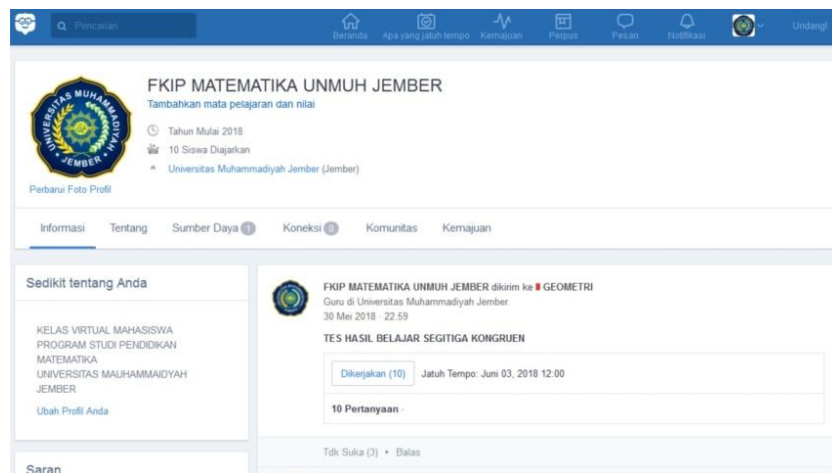 Pencarian
Beranda
Apa yang jatuh tempo
Kemajuan
Perpus
Pesan
Notifikasi
Undang!
UNIVERSITAS MUHAMMADIYAH
JEMBER
FKIP MATEMATIKA UNMUH JEMBER
Tambahkan mata pelajaran dan nilai
Tahun Mulai 2018
10 Siswa Diajarkan
Universitas Muhammadiyah Jember (Jember)
Perbarui Foto Profil
Informasi
Tentang
Sumber Daya 1
Koneksi 0
Komunitas
Kemajuan
Sedikit tentang Anda
KELAS VIRTUAL MAHASISWA
PROGRAM STUDI PENDIDIKAN
MATEMATIKA
UNIVERSITAS MAUHAMMAIDYAH
JEMBER
Ubah Profil Anda
Saran
FKIP MATEMATIKA UNMUH JEMBER dikirim ke GEOMETRI
Guru di Universitas Muhammadiyah Jember
30 Mei 2018 - 22.59
TES HASIL BELAJAR SEGITIGA KONGRUEN
Dikerjakan (10) Jatuh Tempo: Juni 03, 2018 12:00
10 Pertanyaan -
Tdk Suka (3) • Balas